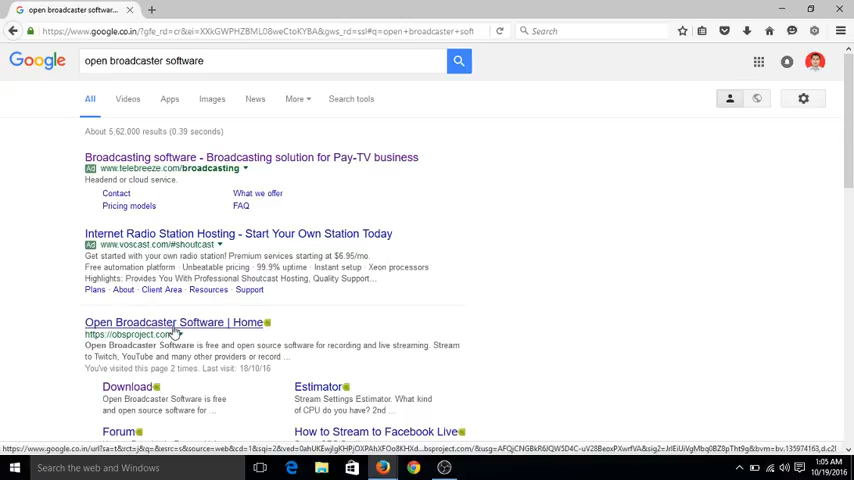 open broadcaster softwar...
https://www.google.co.in/?gfe_rd=cr&ei=XXkGWPHZBML08weCtoKYBA&gws_rd=ssl#q=open+broadcaster+soft
Search
Google
open broadcaster software
All Videos Apps Images News More Search tools
About 5,62,000 results (0.39 seconds)
Broadcasting software - Broadcasting solution for Pay-TV business
Ad www.telebreeze.com/broadcasting
Headend or cloud service.
Contact What we offer
Pricing models FAQ
Internet Radio Station Hosting - Start Your Own Station Today
Ad www.voscast.com/#shoutcast
Get started with your own radio station! Premium services starting at $6.95/mo.
Free automation platform · Unbeatable pricing · 99.9% uptime · Instant setup · Xeon processors
Highlights: Provides You With Professional Shoutcast Hosting, Quality Support...
Plans · About · Client Area · Resources · Support
Open Broadcaster Software | Home
https://obsproject.com
Open Broadcaster Software is free and open source software for recording and live streaming. Stream
to Twitch, YouTube and many other providers or record ...
You've visited this page 2 times. Last visit: 18/10/16
Download Estimator
Open Broadcaster Software is free Stream Settings Estimator. What kind
and open source software for ... of CPU do you have? 2nd ...
Forum How to Stream to Facebook Live
Search the web and Windows
1:05 AM
10/19/2016